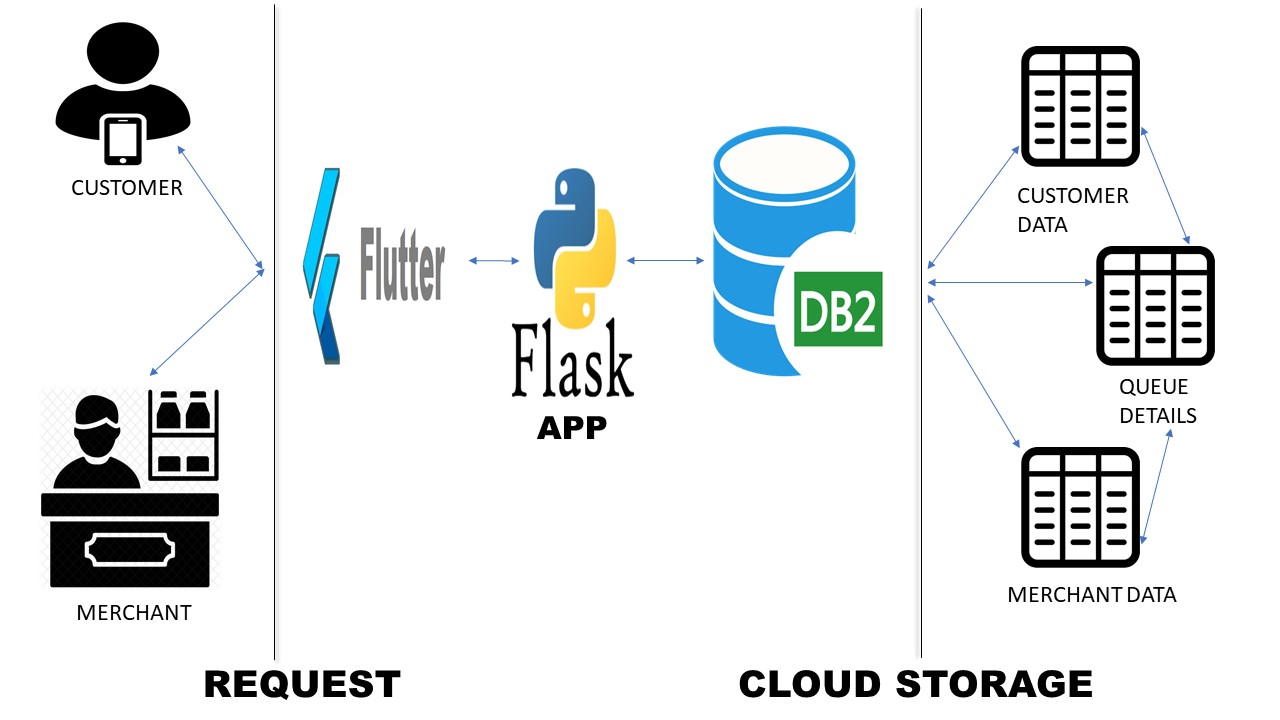 CUSTOMER
MERCHANT
Flutter
Flask
APP
DB2
CUSTOMER
DATA
QUEUE
DETAILS
MERCHANT DATA
REQUEST
CLOUD STORAGE